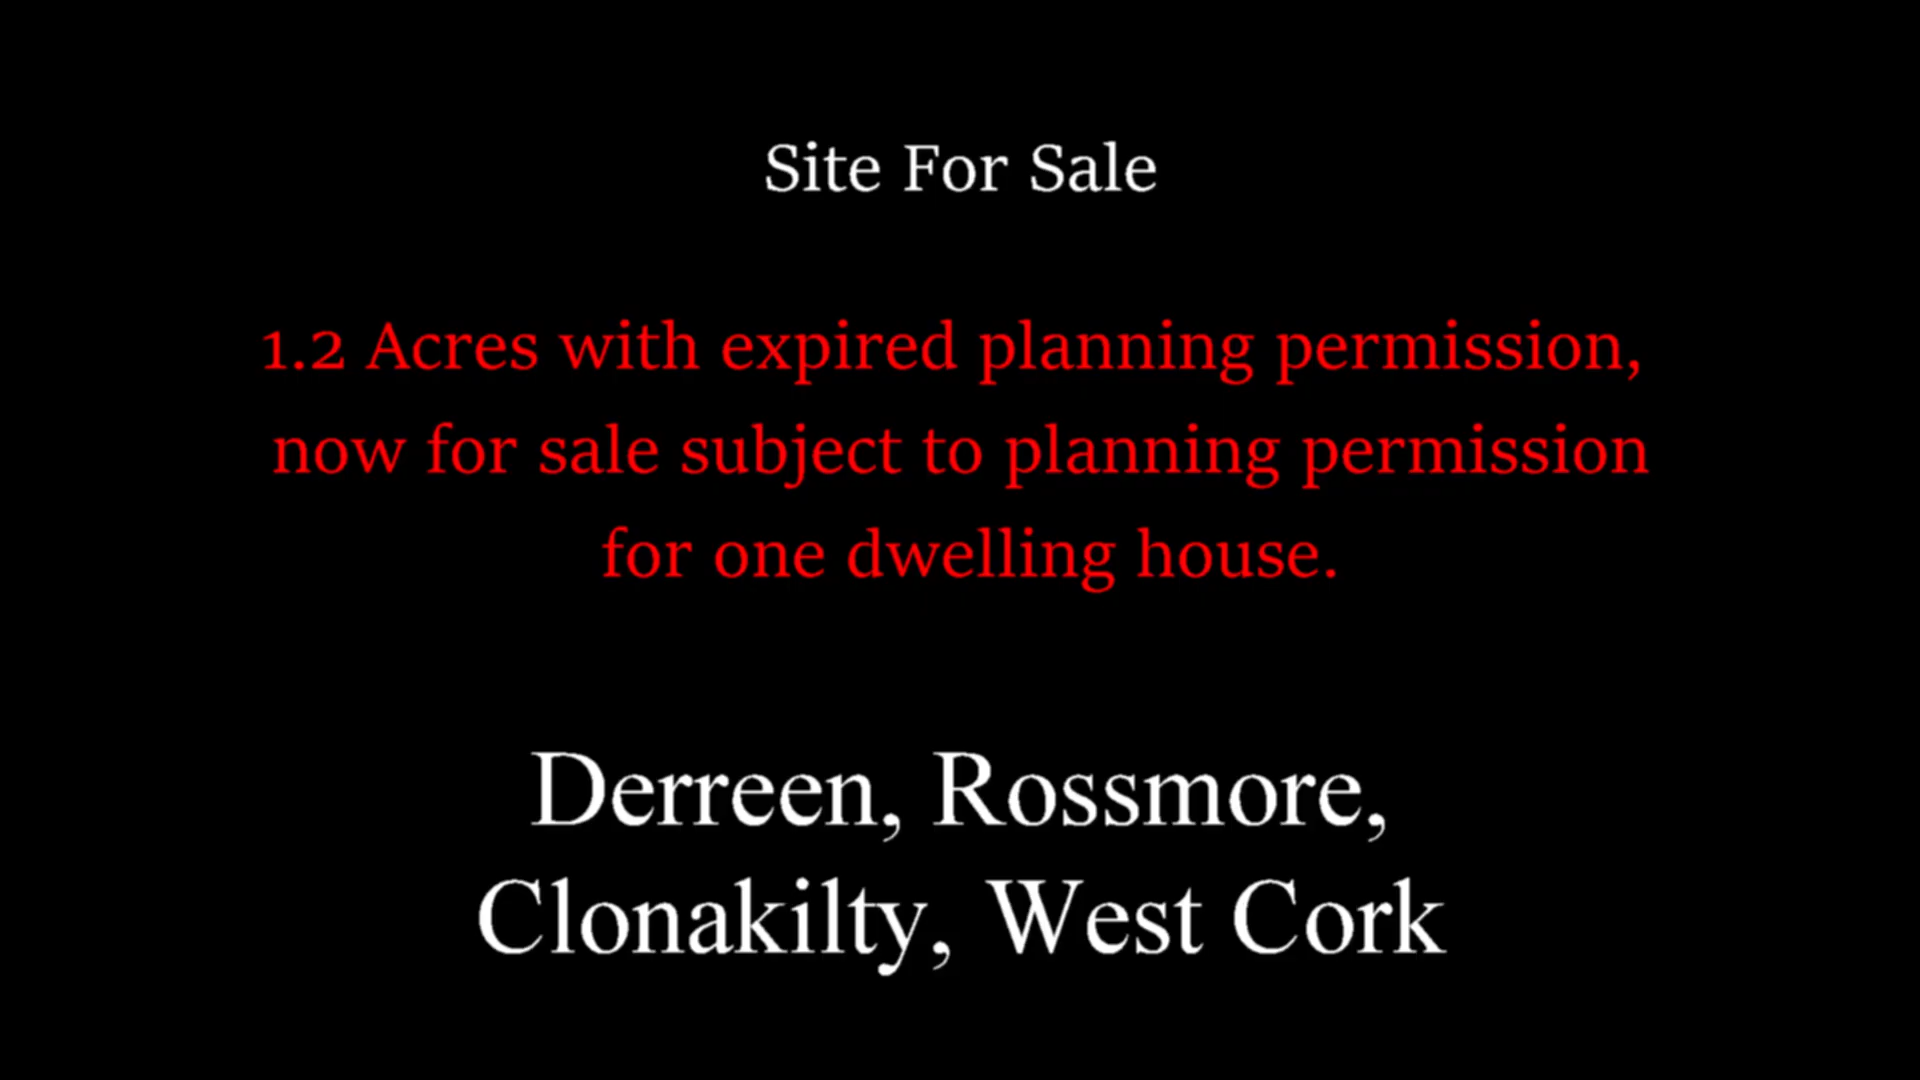 Site For Sale
1.2 Acres with expired planning permission,
now for sale subject to planning permission
for one dwelling house.
Derreen, Rossmore,
Clonakilty, West Cork